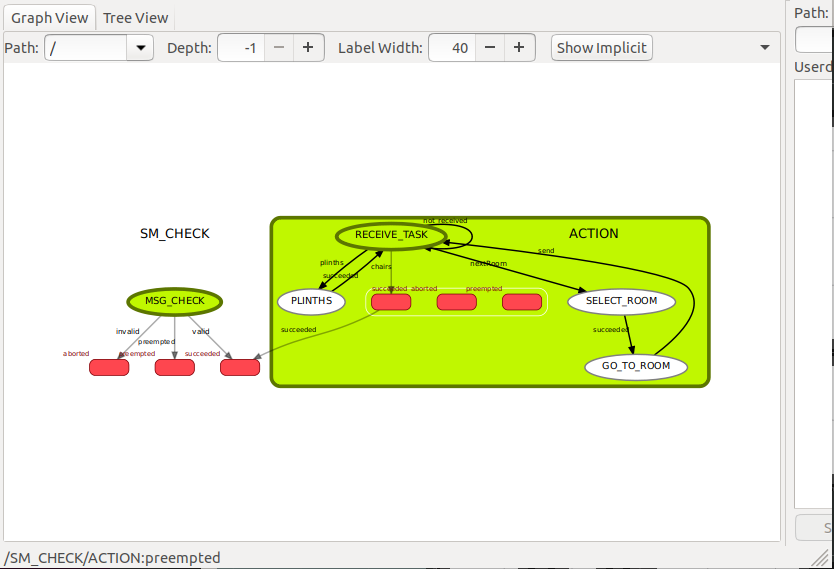 Graph View
Tree View
Path:
/
Depth:
-1
Label Width:
40
Show Implicit
Path:
Userd
SM_CHECK
ACTION
not_received
RECEIVE_TASK
send
plinths
chairs
nextRoom
succeeded
succeeded
aborted
preempted
MSG_CHECK
PLINTHS
SELECT_ROOM
invalid
preempted
valid
succeeded
succeeded
aborted
preempted
succeeded
GO_TO_ROOM
/SM_CHECK/ACTION:preempted
S